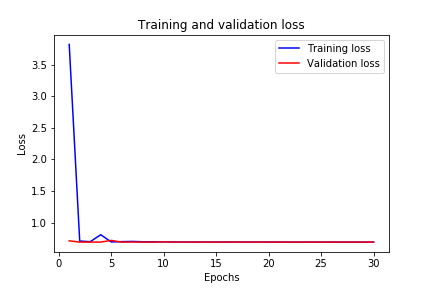 Training and validation loss
Training loss
Validation loss
3.5
3.0
2.5
2.0
1.5
1.0
Loss
0 5 10 15 20 25 30
Epochs